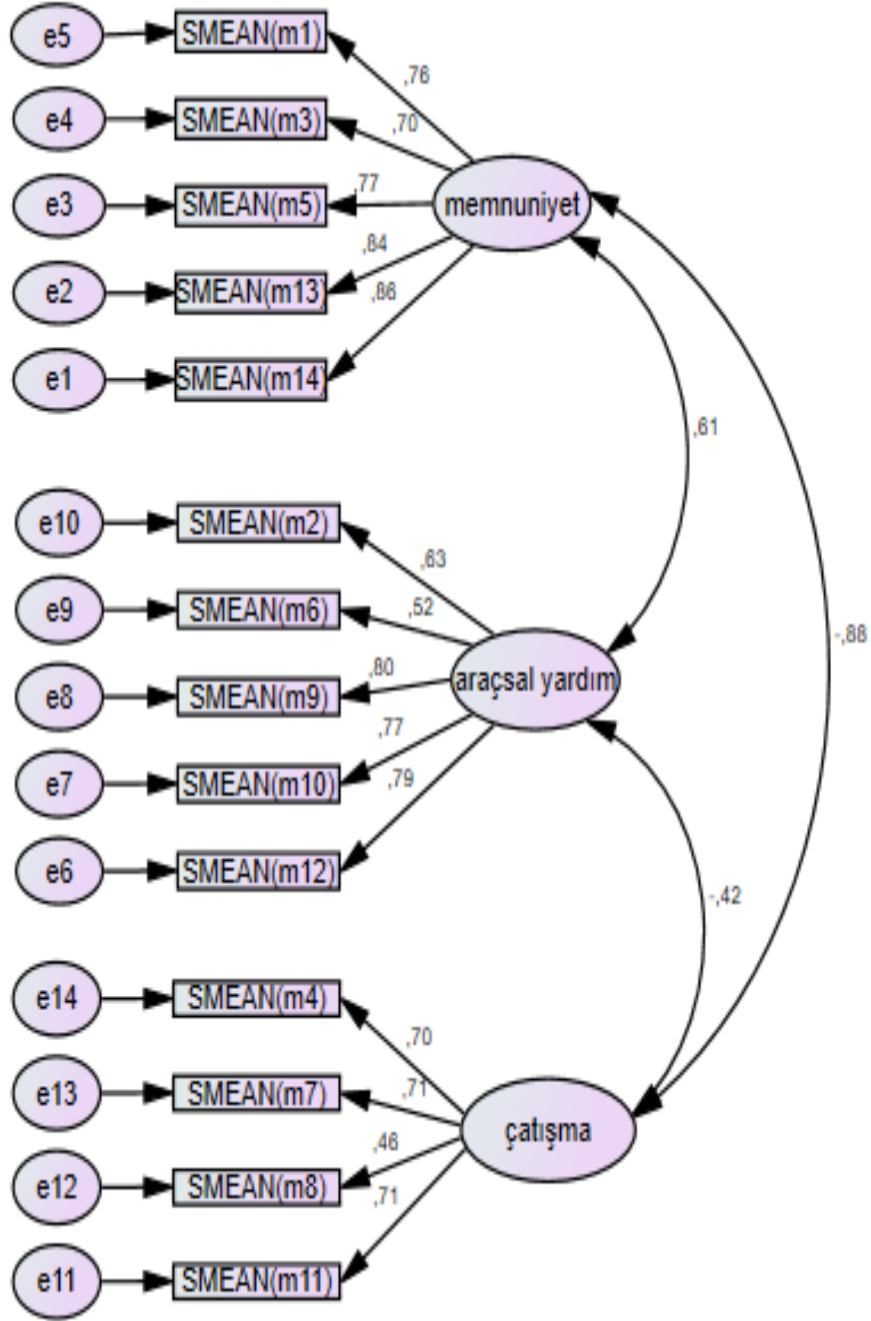 e5 SMEAN(m1)
,76
e4 SMEAN(m3)
,70
e3 SMEAN(m5)
,77
memnuniyet
e2 SMEAN(m13)
,84
e1 SMEAN(m14)
,86
,61
e10 SMEAN(m2)
,63
e9 SMEAN(m6)
,52
-,88
e8 SMEAN(m9)
,80
araçsal yardım
e7 SMEAN(m10)
,77
e6 SMEAN(m12)
,79
-,42
e14 SMEAN(m4)
,70
e13 SMEAN(m7)
,71
çatışma
e12 SMEAN(m8)
,46
e11 SMEAN(m11)
,71